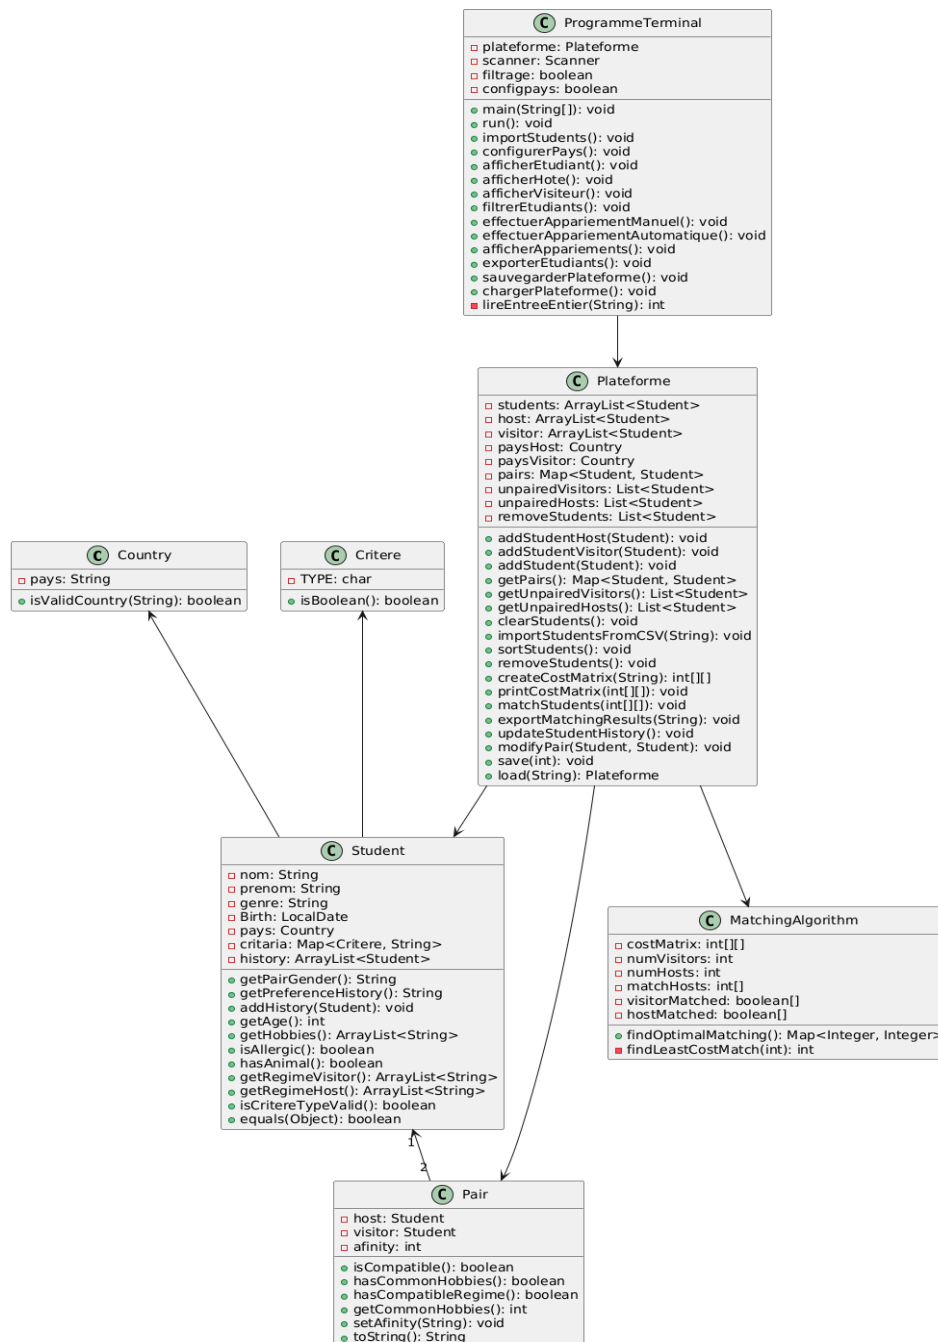 C ProgrammeTerminal
plateforme: Plateforme
scanner: Scanner
filtrage: boolean
configpays: boolean
main(String[]): void
run(): void
importStudents(): void
configurerPays(): void
afficherEtudiant(): void
afficherHote(): void
afficherVisiteur(): void
filtrerEtudiants(): void
effectuerAppariementManuel(): void
effectuerAppariementAutomatique(): void
afficherAppariements(): void
exporterEtudiants(): void
sauvegarderPlateforme(): void
chargerPlateforme(): void
lireEntreeEntier(String): int
C Plateforme
students: ArrayList<Student>
host: ArrayList<Student>
visitor: ArrayList<Student>
paysHost: Country
paysVisitor: Country
pairs: Map<Student, Student>
unpairedVisitors: List<Student>
unpairedHosts: List<Student>
removeStudents: List<Student>
addStudentHost(Student): void
addStudentVisitor(Student): void
addStudent(Student): void
getPairs(): Map<Student, Student>
getUnpairedVisitors(): List<Student>
getUnpairedHosts(): List<Student>
clearStudents(): void
importStudentsFromCSV(String): void
sortStudents(): void
removeStudents(): void
createCostMatrix(String): int[][]
printCostMatrix(int[][]): void
matchStudents(int[][]): void
exportMatchingResults(String): void
updateStudentHistory(): void
modifyPair(Student, Student): void
save(int): void
load(String): Plateforme
C Country
pays: String
isValidCountry(String): boolean
C Critere
TYPE: char
isBoolean(): boolean
C Student
nom: String
prenom: String
genre: String
Birth: LocalDate
pays: Country
critaria: Map<Critere, String>
history: ArrayList<Student>
getPairGender(): String
getPreferenceHistory(): String
addHistory(Student): void
getAge(): int
getHobbies(): ArrayList<String>
isAllergic(): boolean
hasAnimal(): boolean
getRegimeVisitor(): ArrayList<String>
getRegimeHost(): ArrayList<String>
isCritereTypeValid(): boolean
equals(Object): boolean
C MatchingAlgorithm
costMatrix: int[][]
numVisitors: int
numHosts: int
matchHosts: int[]
visitorMatched: boolean[]
hostMatched: boolean[]
findOptimalMatching(): Map<Integer, Integer>
findLeastCostMatch(int): int
1
2
C Pair
host: Student
visitor: Student
afinity: int
isCompatible(): boolean
hasCommonHobbies(): boolean
hasCompatibleRegime(): boolean
getCommonHobbies(): int
setAfinity(String): void
toString(): String